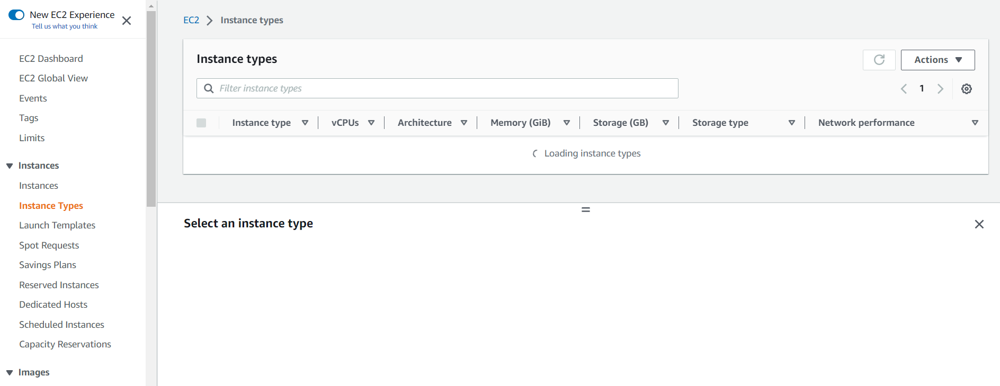 New EC2 Experience
Tell us what you think
EC2 Dashboard
EC2 Global View
Events
Tags
Limits
Instances
Instances
Instance Types
Launch Templates
Spot Requests
Savings Plans
Reserved Instances
Dedicated Hosts
Scheduled Instances
Capacity Reservations
Images
EC2 Instance types
Instance types
Actions
Filter instance types
1
Instance type vCPUs Architecture Memory (GiB) Storage (GB) Storage type Network performance
Loading instance types
Select an instance type